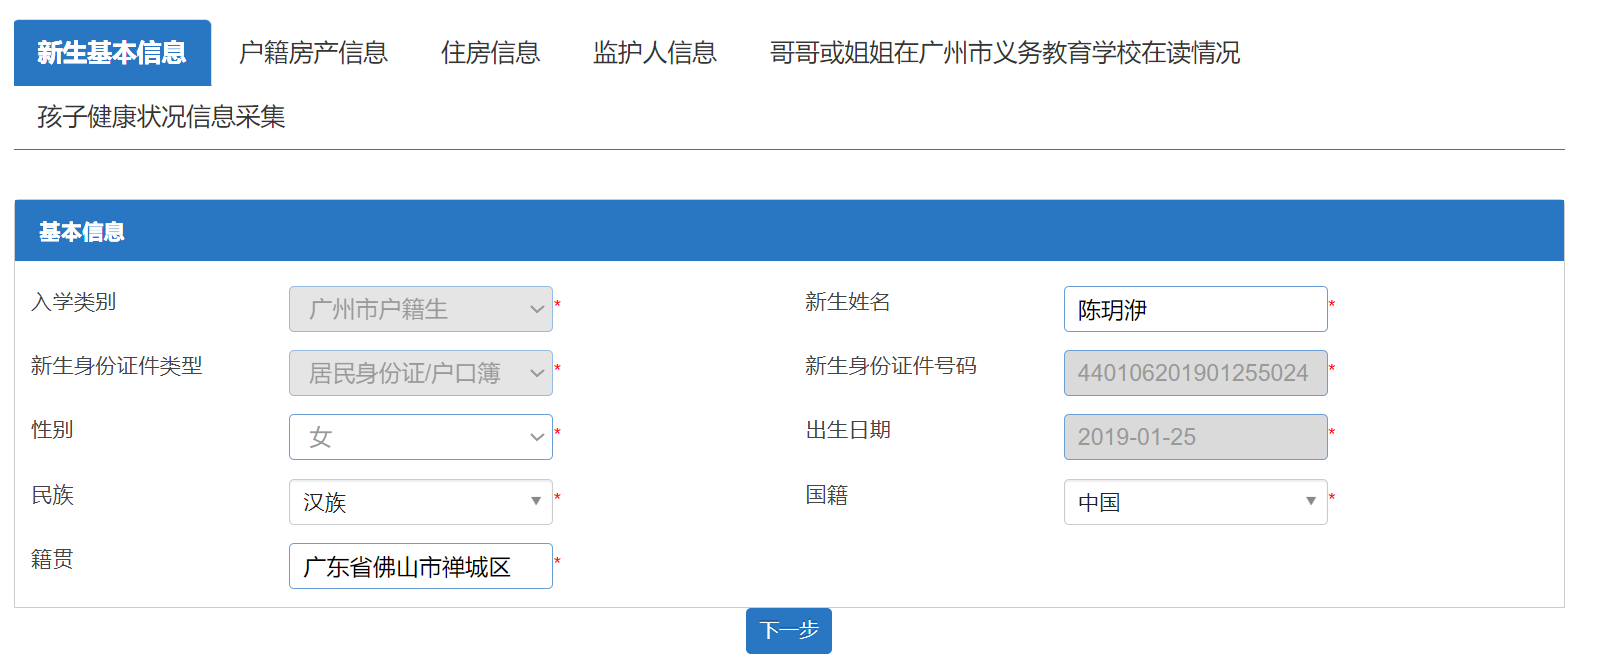 新生基本信息 户籍房产信息 住房信息 监护人信息 哥哥或姐姐在广州市义务教育学校在读情况
孩子健康状况信息采集
基本信息
入学类别 广州市户籍生 * 新生姓名 陈玥洢 *
新生身份证件类型 居民身份证/户口簿 * 新生身份证件号码 440106201901255024 *
性别 女 * 出生日期 2019-01-25 *
民族 汉族 * 国籍 中国 *
籍贯 广东省佛山市禅城区 *
下一步